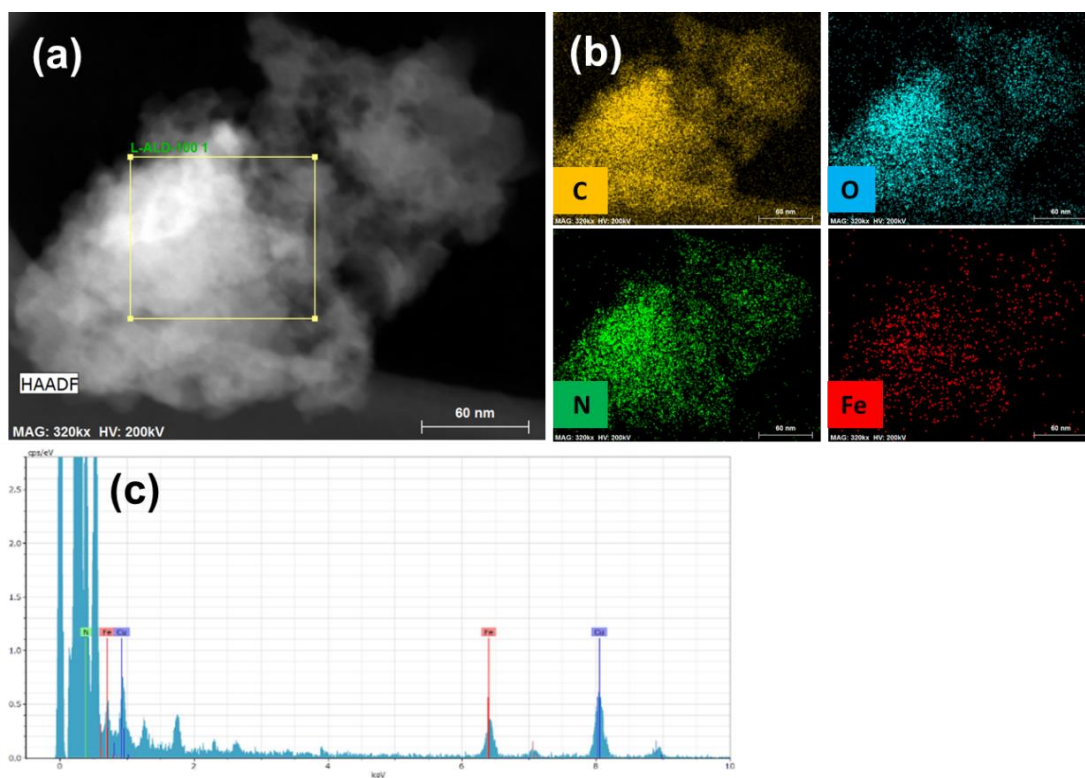 (a)
L-ALD-100 1
HAADF
60 nm
MAG: 320kx HV: 200kV
(b)
C
MAG: 320kx HV: 200kV
60 nm
O
MAG: 320kx HV: 200kV
60 nm
N
MAG: 320kx HV: 200kV
60 nm
Fe
MAG: 320kx HV: 200kV
60 nm
cps/eV
(c)
2.5
2.0
1.5
1.0
0.5
0.0
N Fe Cu Fe Cu
0 2 4 6 8 10
keV